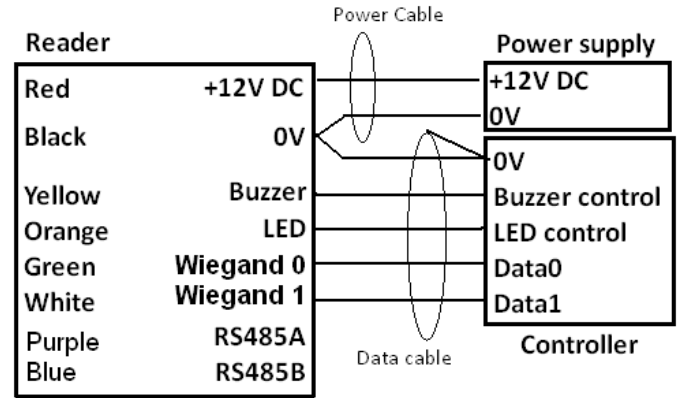 Power Cable
Reader
Power supply
Red +12V DC
+12V DC
Black 0V
0V
0V
Yellow Buzzer
Buzzer control
Orange LED
LED control
Green Wiegand 0
Data0
White Wiegand 1
Data1
Purple RS485A
Blue RS485B
Data cable
Controller